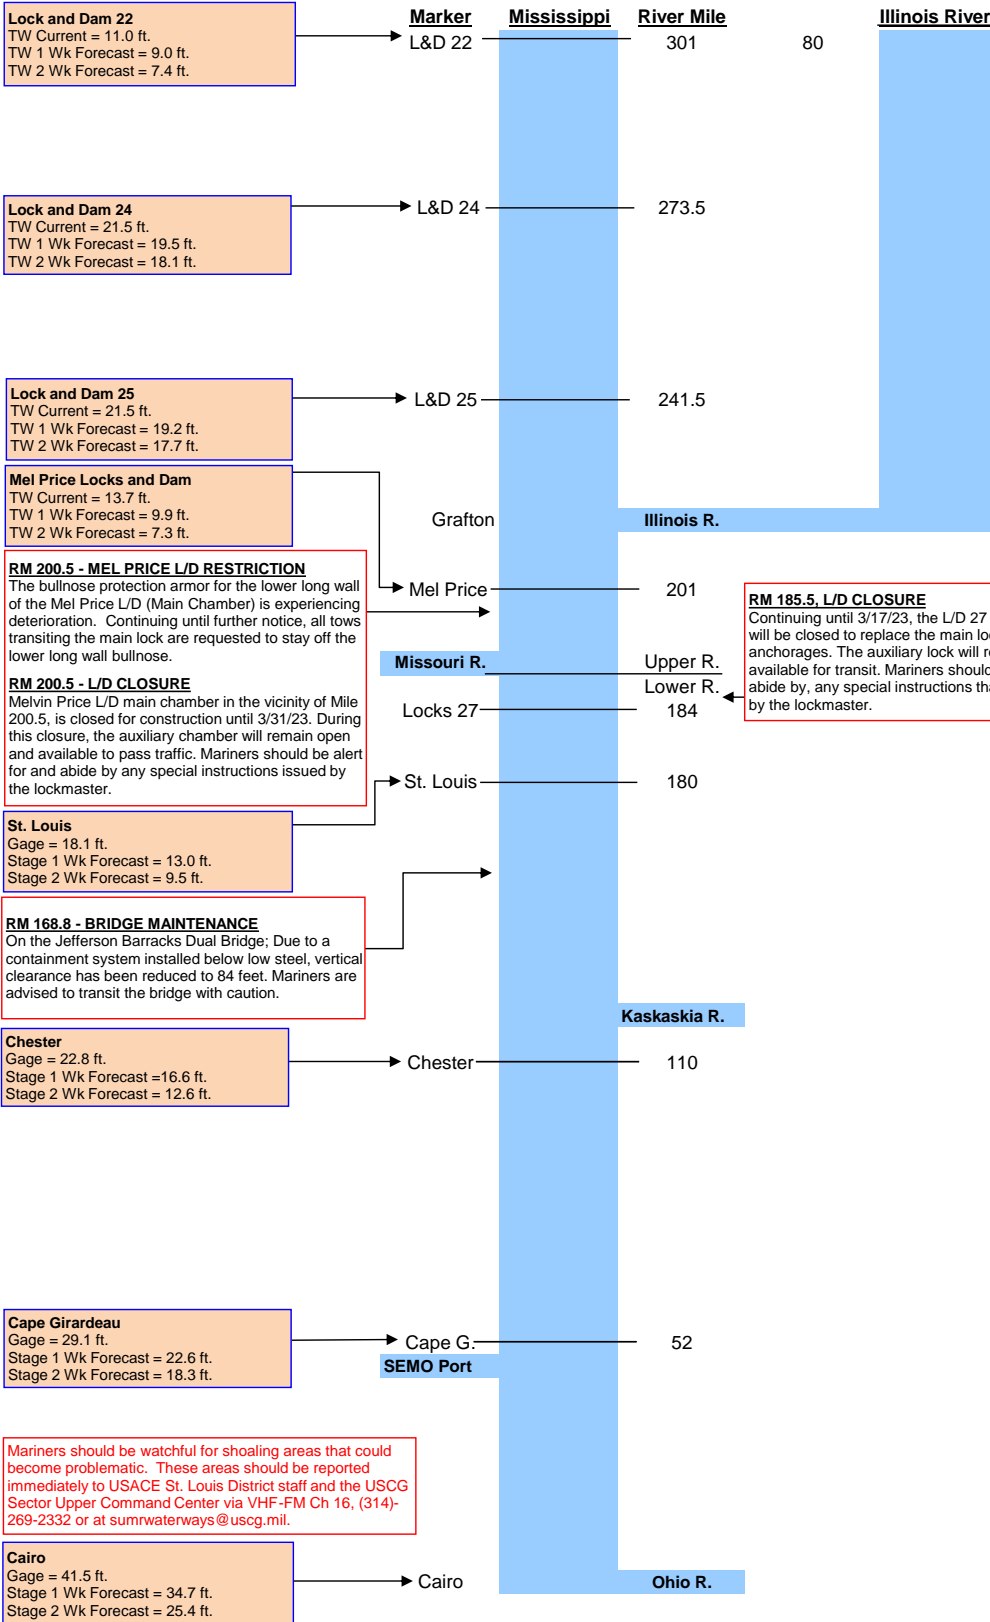 Marker Mississippi River Mile Illinois River
Lock and Dam 22
TW Current = 11.0 ft.
TW 1 Wk Forecast = 9.0 ft.
TW 2 Wk Forecast = 7.4 ft.
L&D 22 301 80
Lock and Dam 24
TW Current = 21.5 ft.
TW 1 Wk Forecast = 19.5 ft.
TW 2 Wk Forecast = 18.1 ft.
L&D 24 273.5
Lock and Dam 25
TW Current = 21.5 ft.
TW 1 Wk Forecast = 19.2 ft.
TW 2 Wk Forecast = 17.7 ft.
L&D 25 241.5
Mel Price Locks and Dam
TW Current = 13.7 ft.
TW 1 Wk Forecast = 9.9 ft.
TW 2 Wk Forecast = 7.3 ft.
Grafton Illinois R.
RM 200.5 - MEL PRICE L/D RESTRICTION
The bullnose protection armor for the lower long wall
of the Mel Price L/D (Main Chamber) is experiencing
deterioration. Continuing until further notice, all tows
transiting the main lock are requested to stay off the
lower long wall bullnose.
RM 200.5 - L/D CLOSURE
Melvin Price L/D main chamber in the vicinity of Mile
200.5, is closed for construction until 3/31/23. During
this closure, the auxiliary chamber will remain open
and available to pass traffic. Mariners should be alert
for and abide by any special instructions issued by
the lockmaster.
Mel Price 201
RM 185.5, L/D CLOSURE
Continuing until 3/17/23, the L/D 27
will be closed to replace the main
anchorages. The auxiliary lock will
available for transit. Mariners should
abide by, any special instructions
by the lockmaster.
Missouri R. Upper R.
Lower R.
Locks 27 184
St. Louis 180
St. Louis
Gage = 18.1 ft.
Stage 1 Wk Forecast = 13.0 ft.
Stage 2 Wk Forecast = 9.5 ft.
RM 168.8 - BRIDGE MAINTENANCE
On the Jefferson Barracks Dual Bridge; Due to a
containment system installed below low steel, vertical
clearance has been reduced to 84 feet. Mariners are
advised to transit the bridge with caution.
Kaskaskia R.
Chester
Gage = 22.8 ft.
Stage 1 Wk Forecast =16.6 ft.
Stage 2 Wk Forecast = 12.6 ft.
Chester 110
Cape Girardeau
Gage = 29.1 ft.
Stage 1 Wk Forecast = 22.6 ft.
Stage 2 Wk Forecast = 18.3 ft.
Cape G. 52
SEMO Port
Mariners should be watchful for shoaling areas that could
become problematic. These areas should be reported
immediately to USACE St. Louis District staff and the USCG
Sector Upper Command Center via VHF-FM Ch 16, (314)-
269-2332 or at sumrwaterways@uscg.mil.
Cairo
Gage = 41.5 ft.
Stage 1 Wk Forecast = 34.7 ft.
Stage 2 Wk Forecast = 25.4 ft.
Cairo Ohio R.